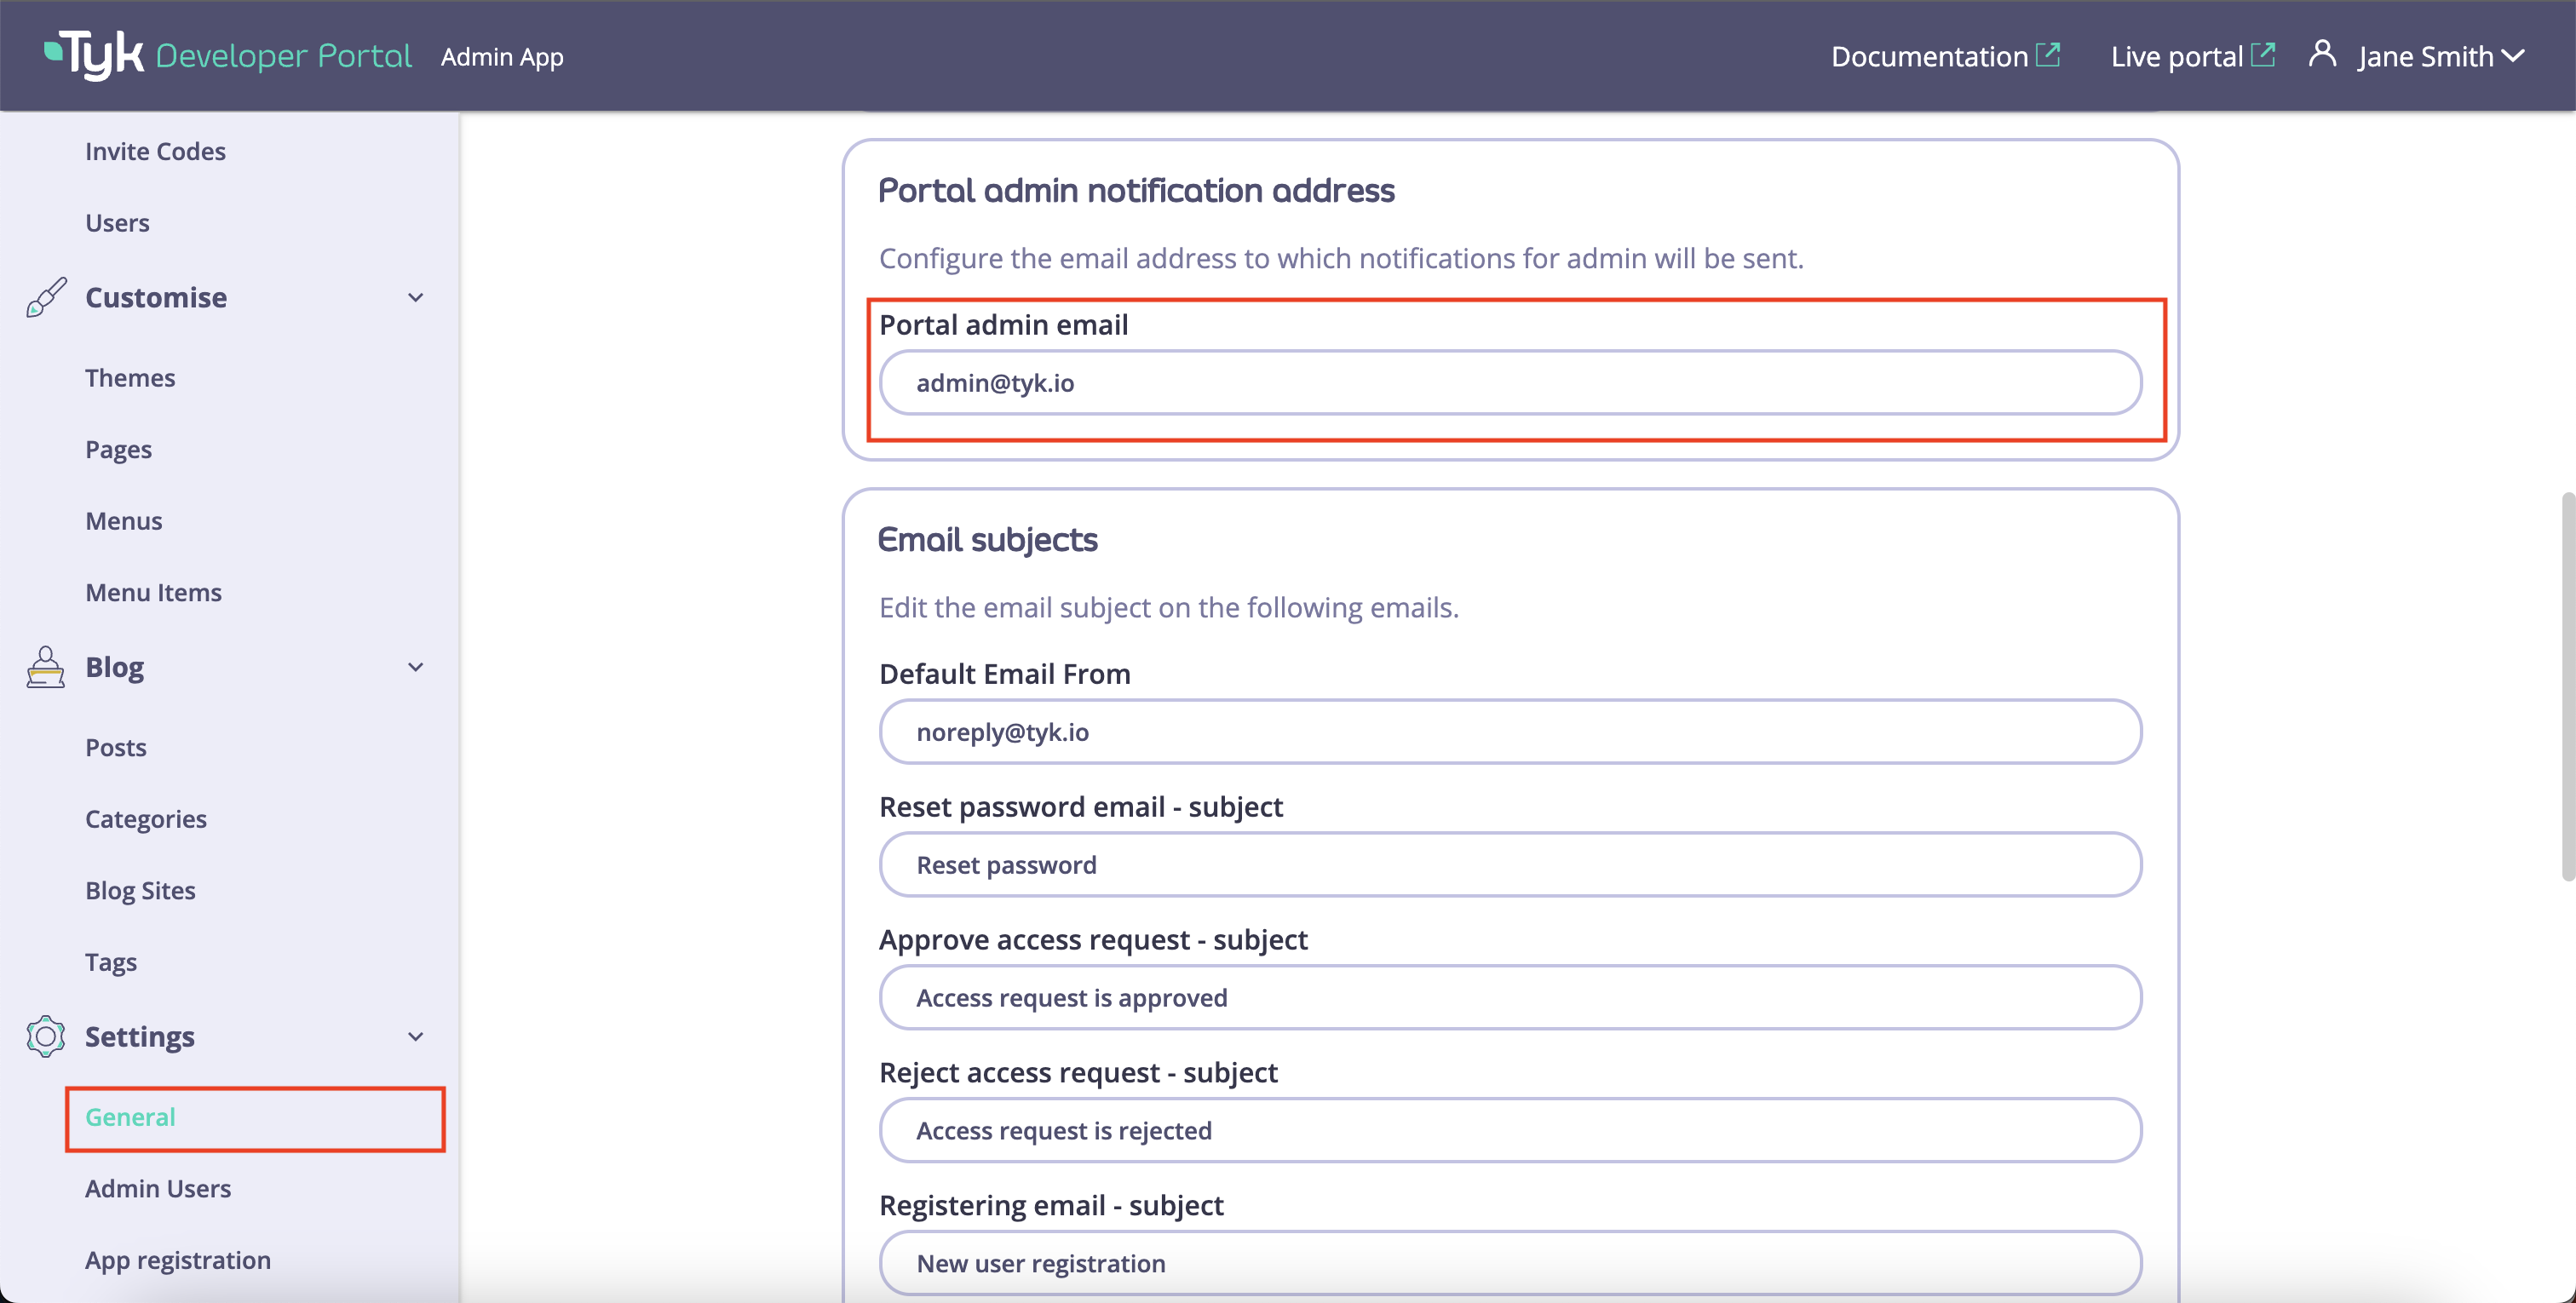 Tyk Developer Portal Admin App
Documentation
Live portal
Jane Smith
Invite Codes
Users
Customise
Themes
Pages
Menus
Menu Items
Blog
Posts
Categories
Blog Sites
Tags
Settings
General
Admin Users
App registration
Portal admin notification address
Configure the email address to which notifications for admin will be sent.
Portal admin email
admin@tyk.io
Email subjects
Edit the email subject on the following emails.
Default Email From
noreply@tyk.io
Reset password email - subject
Reset password
Approve access request - subject
Access request is approved
Reject access request - subject
Access request is rejected
Registering email - subject
New user registration